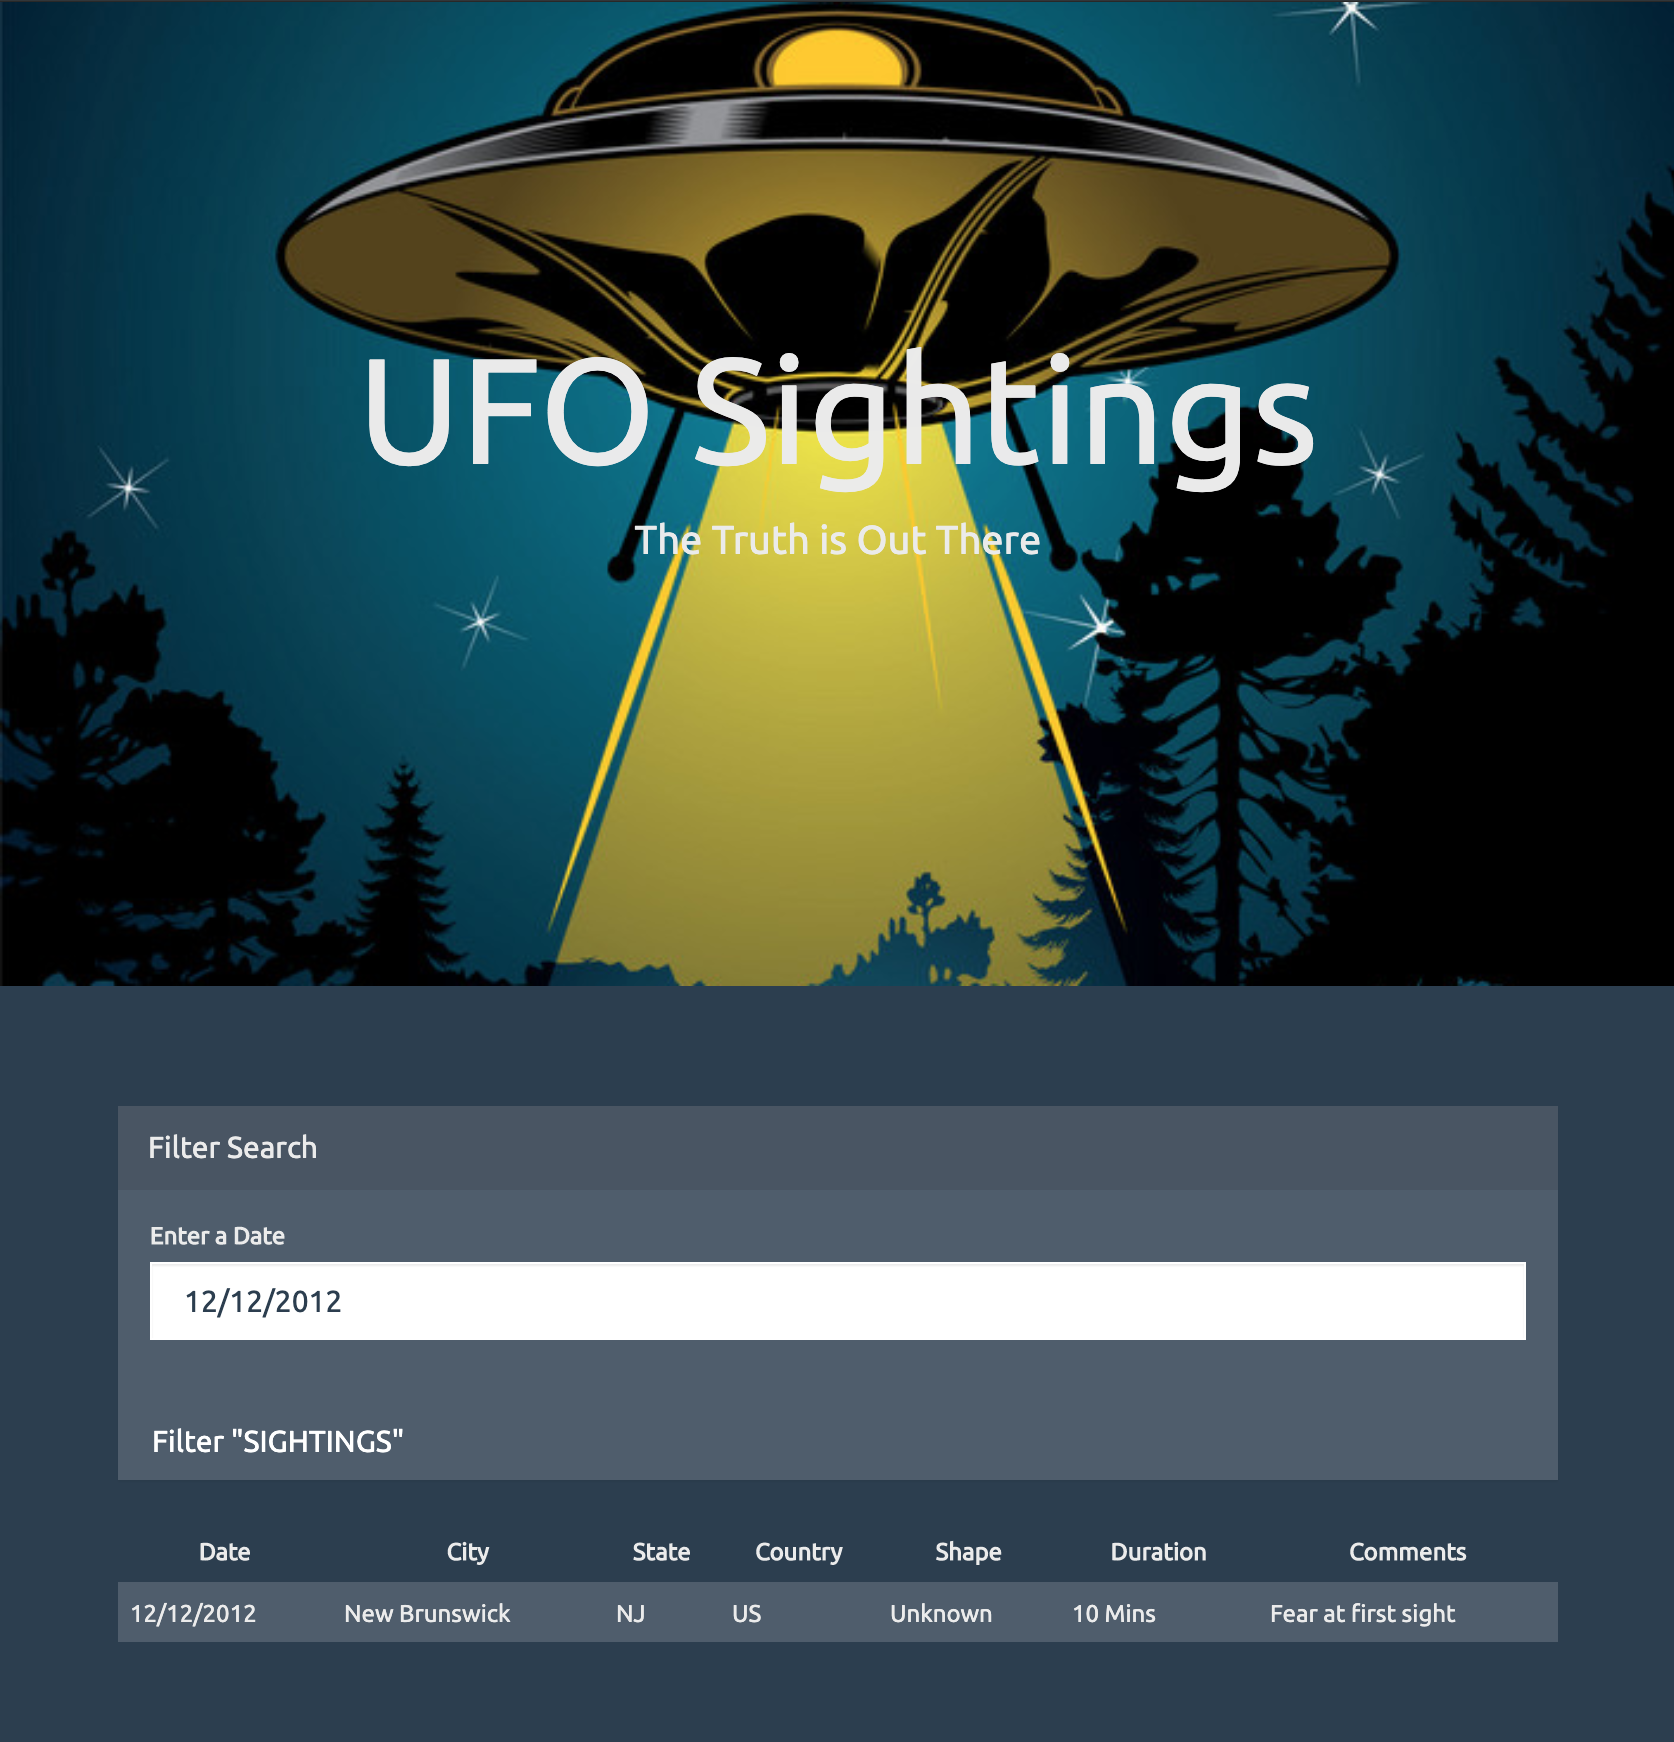 UFO Sightings
The Truth is Out There
Filter Search
Enter a Date
12/12/2012
Filter "SIGHTINGS"
Date City State Country Shape Duration Comments
12/12/2012 New Brunswick NJ US Unknown 10 Mins Fear at first sight